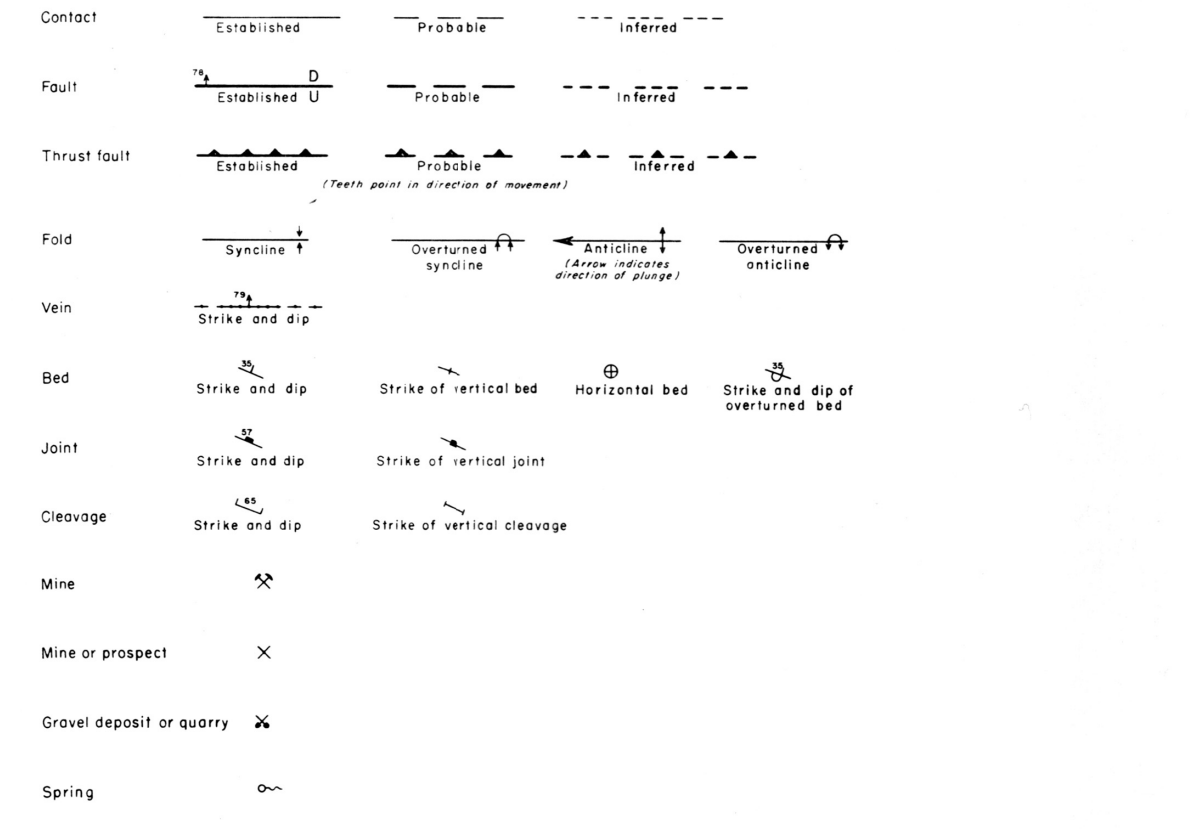 Contact
Established
Probable
Inferred
Fault
78
D
Established U
Probable
Inferred
Thrust fault
Established
Probable
Inferred
(Teeth point in direction of movement)
Fold
Syncline
Overturned
syncline
Anticline
(Arrow indicates
direction of plunge)
Overturned
anticline
Vein
79
Strike and dip
Bed
35
Strike and dip
Strike of vertical bed
Horizontal bed
35
Strike and dip of
overturned bed
Joint
57
Strike and dip
Strike of vertical joint
Cleavage
65
Strike and dip
Strike of vertical cleavage
Mine
Mine or prospect
Gravel deposit or quarry
Spring